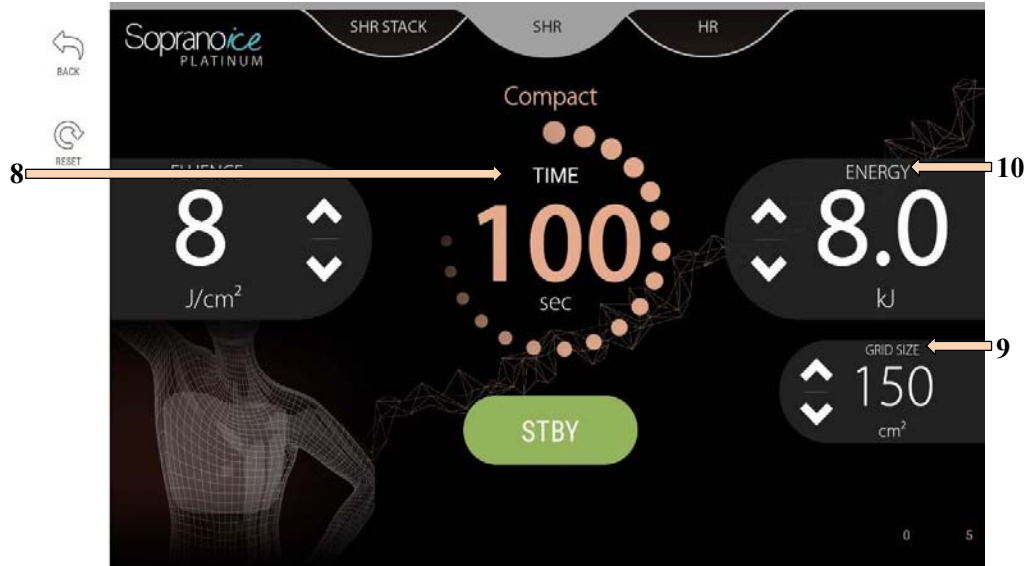 BACK
RESET
Sopranoice
PLATINUM
SHR STACK
SHR
HR
Compact
8
FLUENCE
8
J/cm²
TIME
100
sec
10
ENERGY
8.0
kJ
9
GRID SIZE
150
cm²
STBY
0 5